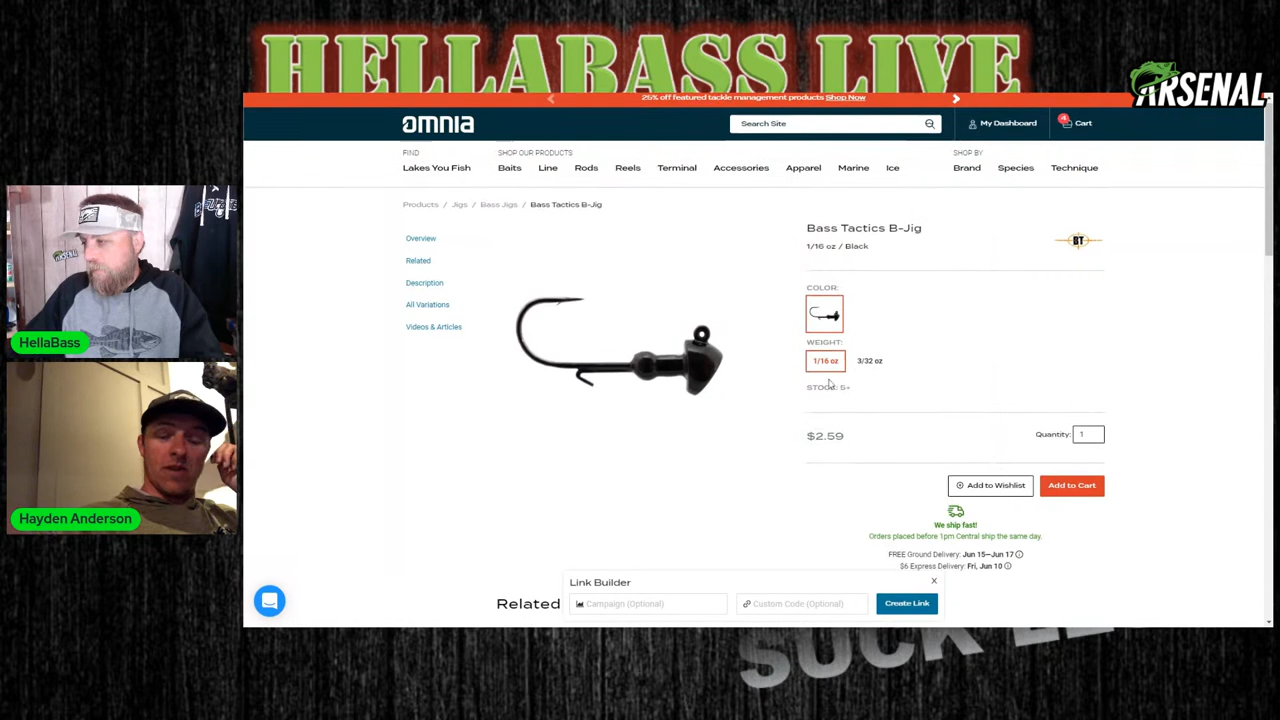 HELLABASS LIVE
ARSENAL
25% off featured tackle management products Shop Now
omnia
Search Site
My Dashboard
4
Cart
FIND
Lakes You Fish
SHOP OUR PRODUCTS
Baits Line Rods Reels Terminal Accessories Apparel Marine Ice
SHOP BY
Brand Species Technique
Products / Jigs / Bass Jigs / Bass Tactics B-Jig
Overview
Related
Description
All Variations
Videos & Articles
Bass Tactics B-Jig
1/16 oz / Black
BT
COLOR:
WEIGHT:
1/16 oz 3/32 oz
STOCK: 5+
$2.59
Quantity: 1
Add to Wishlist
Add to Cart
We ship fast!
Orders placed before 1pm Central ship the same day.
FREE Ground Delivery: Jun 15—Jun 17
$6 Express Delivery: Fri, Jun 10
Link Builder
X
Campaign (Optional)
Custom Code (Optional)
Create Link
Related
HellaBass
Hayden Anderson